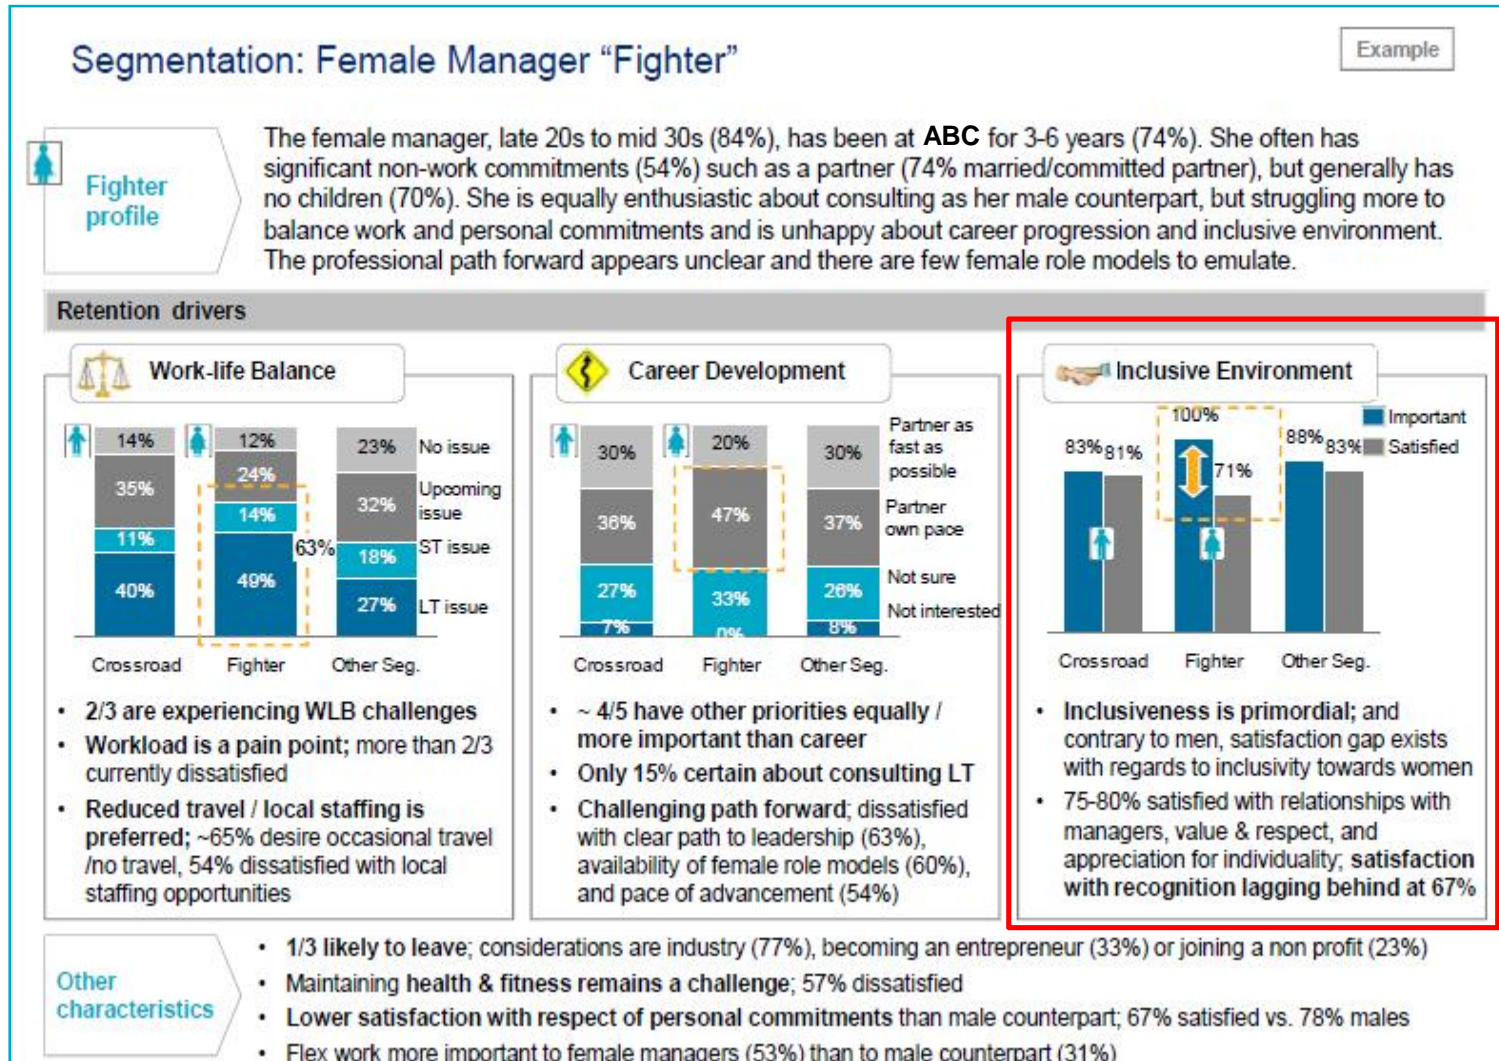 Segmentation: Female Manager “Fighter”
Example
Fighter
profile
The female manager, late 20s to mid 30s (84%), has been at ABC for 3-6 years (74%). She often has
significant non-work commitments (54%) such as a partner (74% married/committed partner), but generally has
no children (70%). She is equally enthusiastic about consulting as her male counterpart, but struggling more to
balance work and personal commitments and is unhappy about career progression and inclusive environment.
The professional path forward appears unclear and there are few female role models to emulate.
Retention drivers
Work-life Balance
14%
12%
23%
No issue
35%
24%
32%
Upcoming
issue
11%
14%
63%
18%
ST issue
40%
49%
27%
LT issue
Crossroad
Fighter
Other Seg.
• 2/3 are experiencing WLB challenges
• Workload is a pain point; more than 2/3
currently dissatisfied
• Reduced travel / local staffing is
preferred; ~65% desire occasional travel
/no travel, 54% dissatisfied with local
staffing opportunities
Career Development
30%
20%
30%
Partner as
fast as
possible
36%
47%
37%
Partner
own pace
27%
33%
26%
Not sure
7%
0%
8%
Not interested
Crossroad
Fighter
Other Seg.
• ~ 4/5 have other priorities equally /
more important than career
• Only 15% certain about consulting LT
• Challenging path forward; dissatisfied
with clear path to leadership (63%),
availability of female role models (60%),
and pace of advancement (54%)
Inclusive Environment
Important
Satisfied
83%
81%
100%
71%
88%
83%
Crossroad
Fighter
Other Seg.
• Inclusiveness is primordial; and
contrary to men, satisfaction gap exists
with regards to inclusivity towards women
• 75-80% satisfied with relationships with
managers, value & respect, and
appreciation for individuality; satisfaction
with recognition lagging behind at 67%
Other
characteristics
• 1/3 likely to leave; considerations are industry (77%), becoming an entrepreneur (33%) or joining a non profit (23%)
• Maintaining health & fitness remains a challenge; 57% dissatisfied
• Lower satisfaction with respect of personal commitments than male counterpart; 67% satisfied vs. 78% males
• Flex work more important to female managers (53%) than to male counterpart (31%)